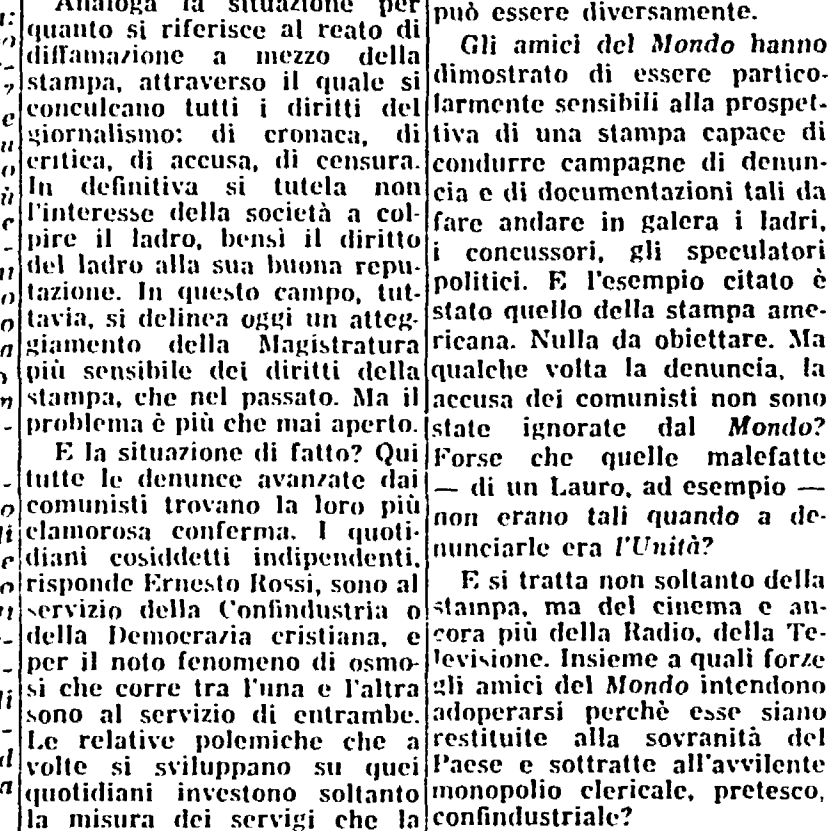 Analoga la situazione per
quanto si riferisce al reato di
diffamazione a mezzo della
stampa, attraverso il quale si
conculcano tutti i diritti del
giornalismo: di cronaca, di
critica, di accusa, di censura.
In definitiva si tutela non
l'interesse della società a col-
pire il ladro, bensì il diritto
del ladro alla sua buona repu-
tazione. In questo campo, tut-
tavia, si delinea oggi un atteg-
giamento della Magistratura
più sensibile dei diritti della
stampa, che nel passato. Ma il
problema è più che mai aperto.
E la situazione di fatto? Qui
tutte le denunce avanzate dai
comunisti trovano la loro più
clamorosa conferma. I quoti-
diani cosiddetti indipendenti,
risponde Ernesto Rossi, sono al
servizio della Confindustria o
della Democrazia cristiana, e
per il noto fenomeno di osmo-
si che corre tra l'una e l'altra
sono al servizio di entrambe.
Le relative polemiche che a
volte si sviluppano su quei
quotidiani investono soltanto
la misura dei servigi che la
può essere diversamente.
Gli amici del Mondo hanno
dimostrato di essere partico-
larmente sensibili alla prospet-
tiva di una stampa capace di
condurre campagne di denun-
cia e di documentazioni tali da
fare andare in galera i ladri,
i concussori, gli speculatori
politici. E l'esempio citato è
stato quello della stampa ame-
ricana. Nulla da obiettare. Ma
qualche volta la denuncia, la
accusa dei comunisti non sono
state ignorate dal Mondo?
Forse che quelle malefatte
— di un Lauro, ad esempio —
non erano tali quando a de-
nunciarle era l'Unità?
E si tratta non soltanto della
stampa, ma del cinema e an-
cora più della Radio, della Te-
levisione. Insieme a quali forze
gli amici del Mondo intendono
adoperarsi perchè esse siano
restituite alla sovranità del
Paese e sottratte all'avvilente
monopolio clericale, pretesco,
confindustriale?